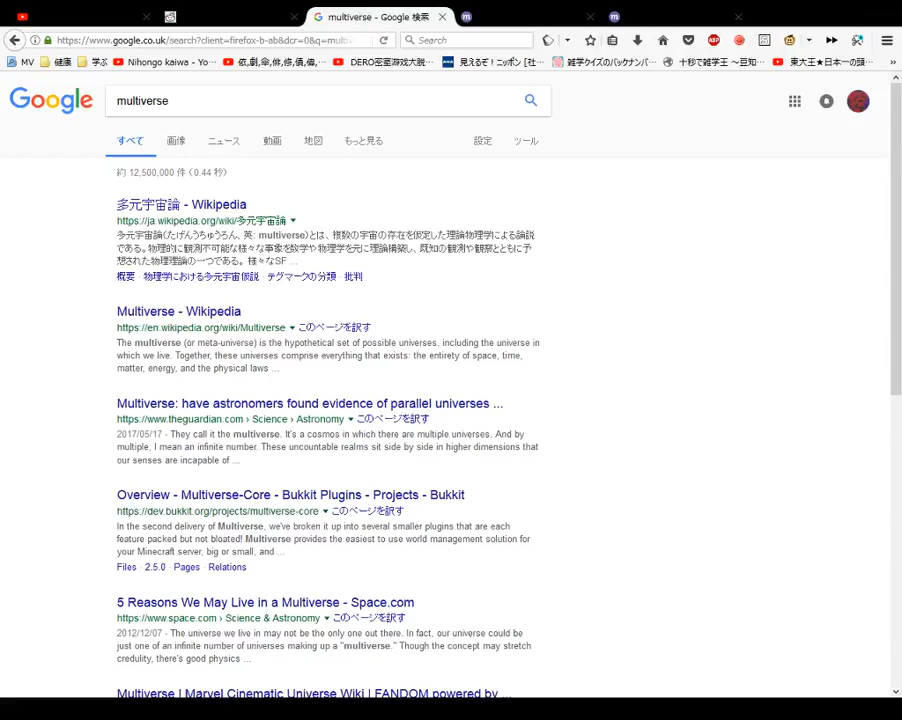 multiverse - Google 検索
https://www.google.co.uk/search?client=firefox-b-ab&dcr=0&q=multiv
Search
MV 健康 学ぶ Nihongo kaiwa - Yo… DERO密室游戏大脱… 見えるぞ！ニッポン [社… 雑学クイズのバックナンバ… 十秒で雑学王 ～豆知… 東大王★日本一の頭…
Google
multiverse
すべて 画像 ニュース 動画 地図 もっと見る 設定 ツール
約 12,500,000 件 （0.44 秒）
多元宇宙論 - Wikipedia
https://ja.wikipedia.org/wiki/多元宇宙論
多元宇宙論（たげんうちゅうろん、英: multiverse）とは、複数の宇宙の存在を仮定した理論物理学による論説
である。物理的に観測不可能な様々な事象を数学や物理学を元に理論構築し、既知の観測や観察とともに予
想された物理理論の一つである。 様々なSF ...
概要 · 物理学における多元宇宙仮説 · テグマークの分類 · 批判
Multiverse - Wikipedia
https://en.wikipedia.org/wiki/Multiverse このページを訳す
The multiverse (or meta-universe) is the hypothetical set of possible universes, including the universe in
which we live. Together, these universes comprise everything that exists: the entirety of space, time,
matter, energy, and the physical laws ...
Multiverse: have astronomers found evidence of parallel universes ...
https://www.theguardian.com › Science › Astronomy このページを訳す
2017/05/17 - They call it the multiverse. It's a cosmos in which there are multiple universes. And by
multiple, I mean an infinite number. These uncountable realms sit side by side in higher dimensions that
our senses are incapable of ...
Overview - Multiverse-Core - Bukkit Plugins - Projects - Bukkit
https://dev.bukkit.org/projects/multiverse-core このページを訳す
In the second delivery of Multiverse, we've broken it up into several smaller plugins that are each
feature packed but not bloated! Multiverse provides the easiest to use world management solution for
your Minecraft server, big or small, and ...
Files · 2.5.0 · Pages · Relations
5 Reasons We May Live in a Multiverse - Space.com
https://www.space.com › Science & Astronomy このページを訳す
2012/12/07 - The universe we live in may not be the only one out there. In fact, our universe could be
just one of an infinite number of universes making up a "multiverse." Though the concept may stretch
credulity, there's good physics ...
Multiverse | Marvel Cinematic Universe Wiki | FANDOM powered by ...